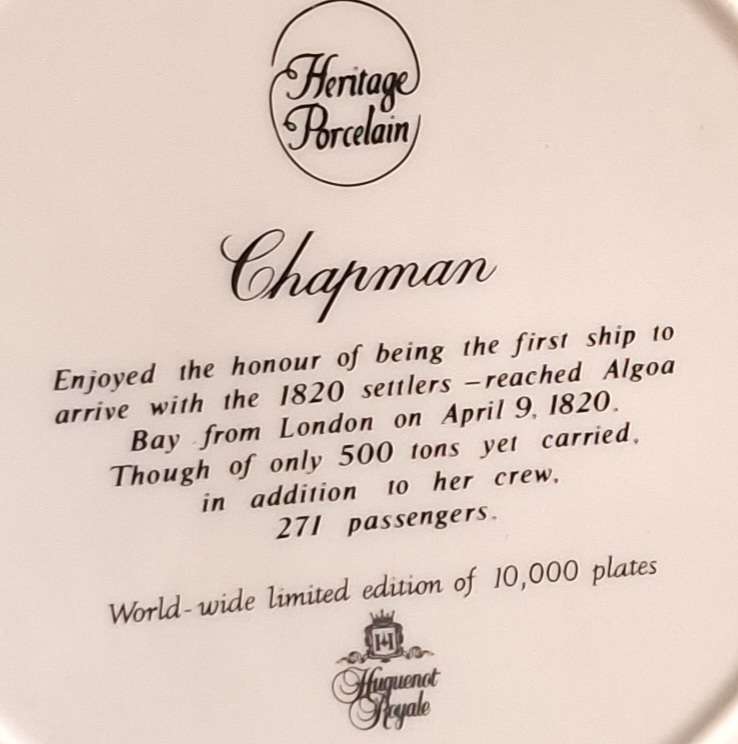 Heritage
Porcelain
Chapman
Enjoyed the honour of being the first ship to
arrive with the 1820 settlers – reached Algoa
Bay from London on April 9, 1820.
Though of only 500 tons yet carried,
in addition to her crew,
271 passengers.
World-wide limited edition of 10,000 plates
H
Huguenot
Royale